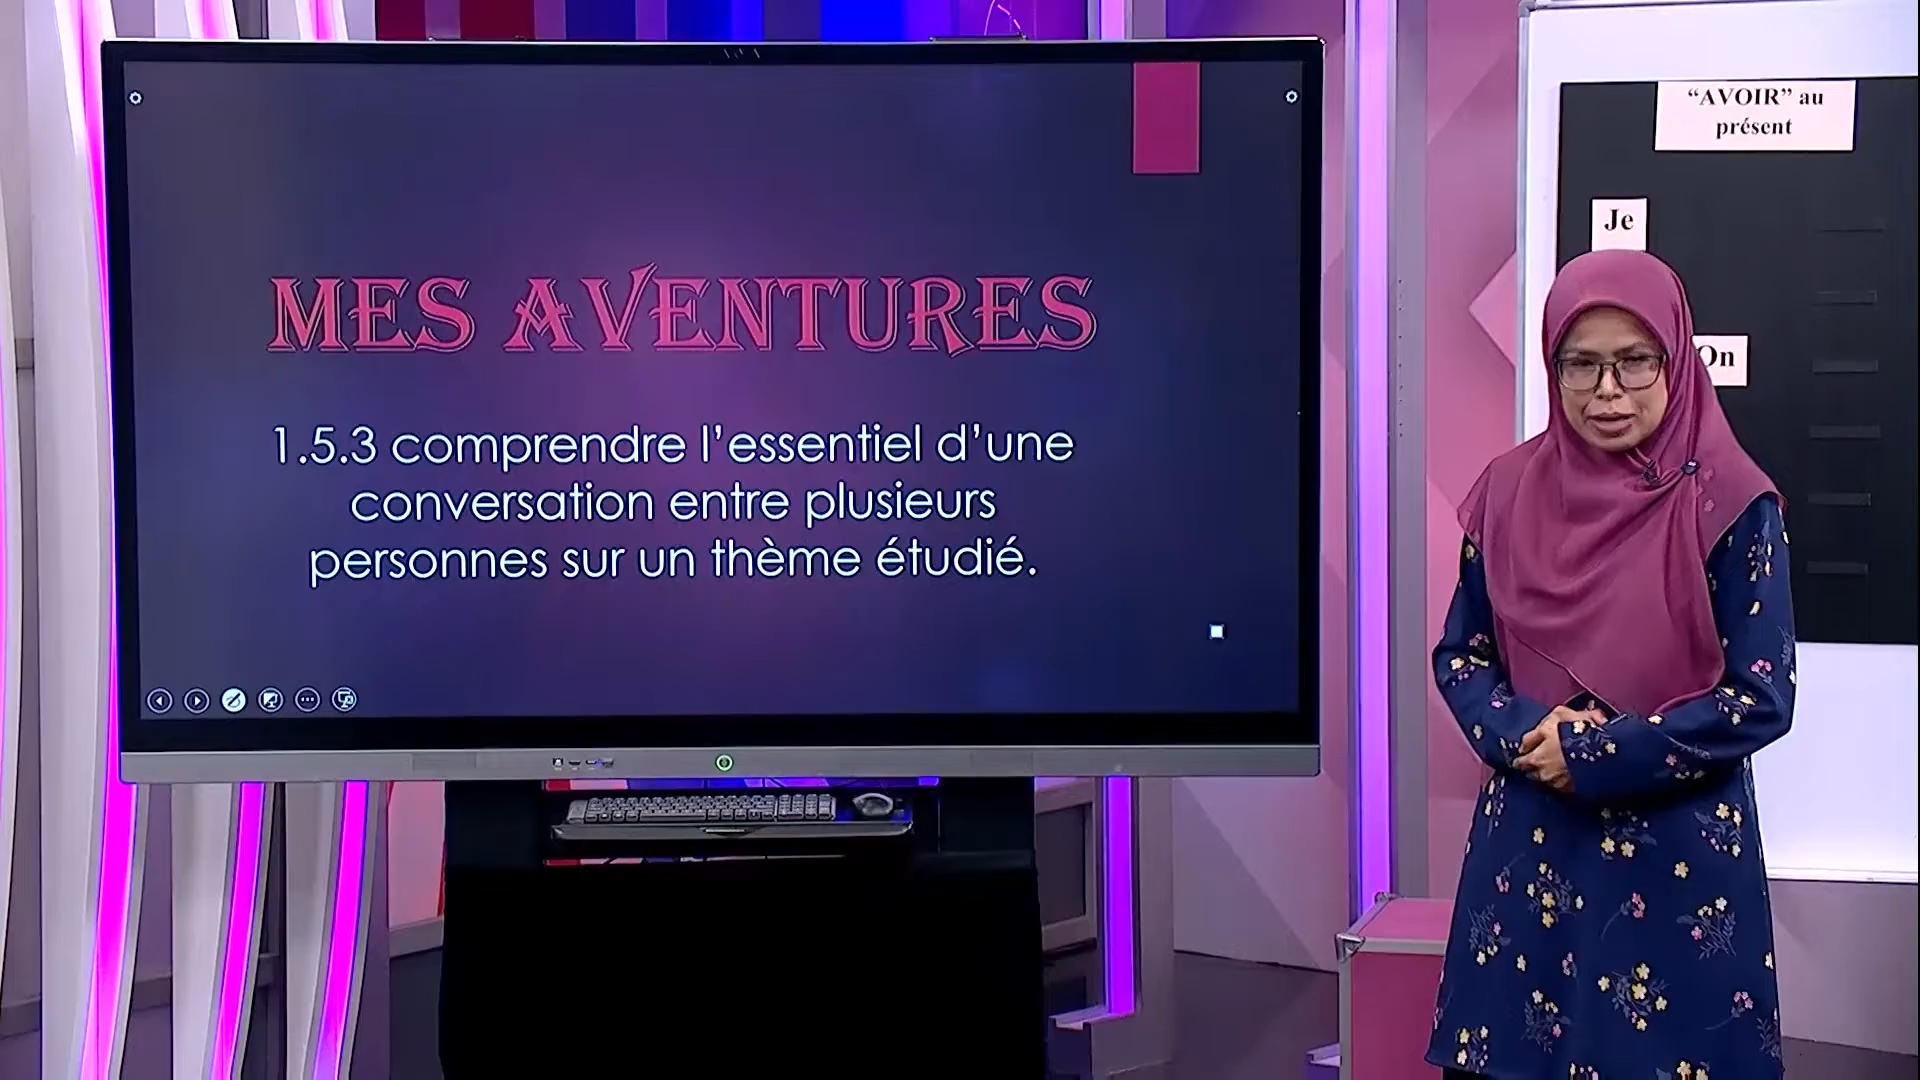 MES AVENTURES
1.5.3 comprendre l’essentiel d’une
conversation entre plusieurs
personnes sur un thème étudié.
“AVOIR” au
présent
Je
On